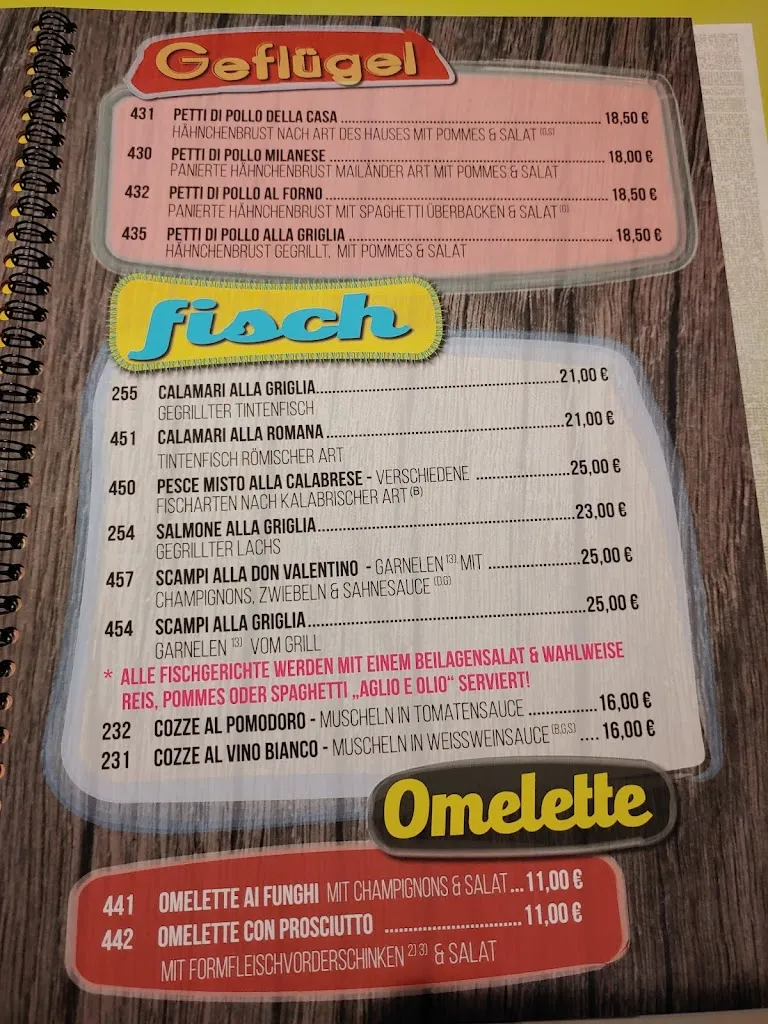 Geflügel
431 PETTI DI POLLO DELLA CASA 18,50 €
HÄHNCHENBRUST NACH ART DES HAUSES MIT POMMES & SALAT (G,S)
430 PETTI DI POLLO MILANESE 18,00 €
PANIERTE HÄHNCHENBRUST MAILÄNDER ART MIT POMMES & SALAT
432 PETTI DI POLLO AL FORNO 18,50 €
PANIERTE HÄHNCHENBRUST MIT SPAGHETTI ÜBERBACKEN & SALAT (G)
435 PETTI DI POLLO ALLA GRIGLIA 18,50 €
HÄHNCHENBRUST GEGRILLT, MIT POMMES & SALAT
fisch
255 CALAMARI ALLA GRIGLIA 21,00 €
GEGRILLTER TINTENFISCH
451 CALAMARI ALLA ROMANA 21,00 €
TINTENFISCH RÖMISCHER ART
450 PESCE MISTO ALLA CALABRESE - VERSCHIEDENE 25,00 €
FISCHARTEN NACH KALABRISCHER ART (B)
254 SALMONE ALLA GRIGLIA 23,00 €
GEGRILLTER LACHS
457 SCAMPI ALLA DON VALENTINO - GARNELEN 13) MIT 25,00 €
CHAMPIGNONS, ZWIEBELN & SAHNESAUCE (D,G)
454 SCAMPI ALLA GRIGLIA 25,00 €
GARNELEN 13) VOM GRILL
* ALLE FISCHGERICHTE WERDEN MIT EINEM BEILAGENSALAT & WAHLWEISE
REIS, POMMES ODER SPAGHETTI „AGLIO E OLIO“ SERVIERT!
232 COZZE AL POMODORO - MUSCHELN IN TOMATENSAUCE 16,00 €
231 COZZE AL VINO BIANCO - MUSCHELN IN WEISSWEINSAUCE (B,G,S) 16,00 €
Omelette
441 OMELETTE AI FUNGHI MIT CHAMPIGNONS & SALAT 11,00 €
442 OMELETTE CON PROSCIUTTO 11,00 €
MIT FORMFLEISCHVORDERSCHINKEN 2) 3) & SALAT